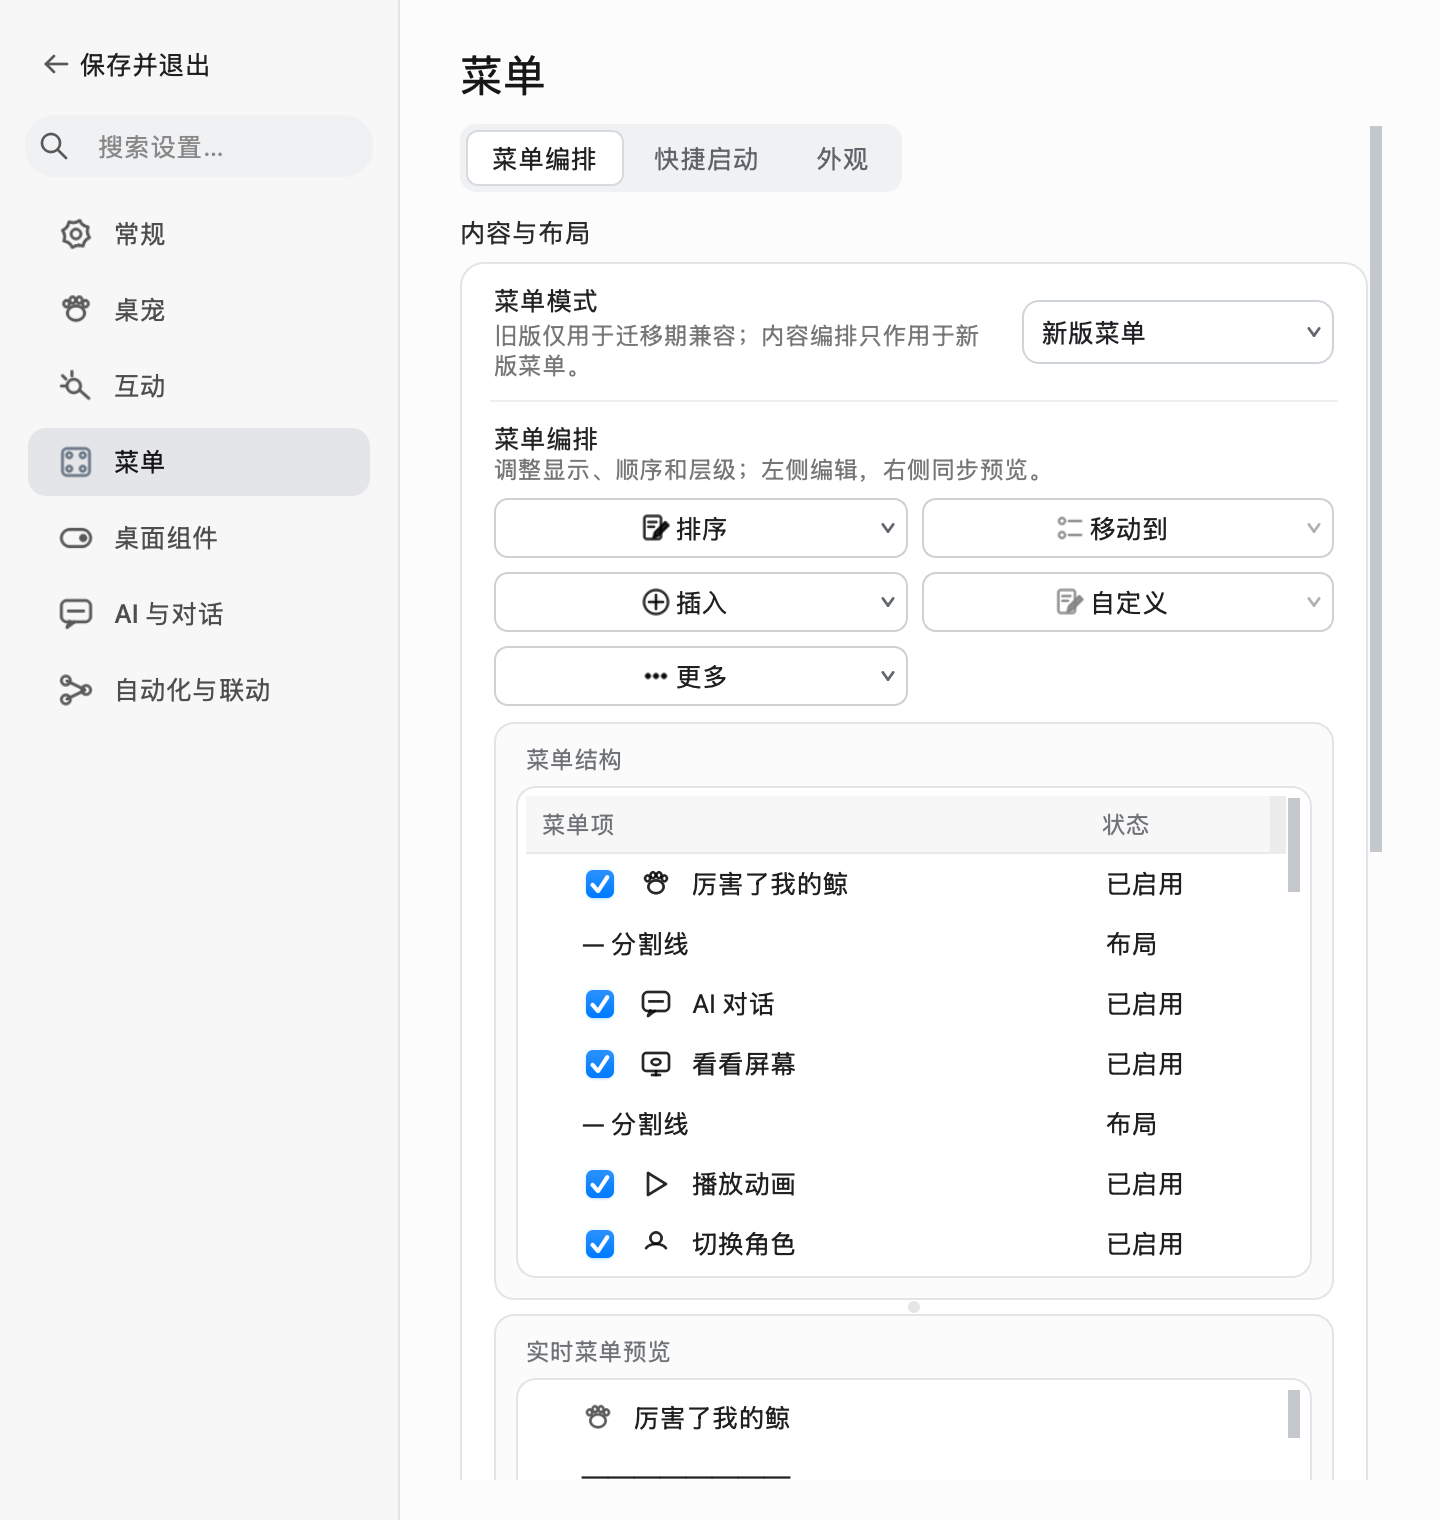 保存并退出
搜索设置...
常规
桌宠
互动
菜单
桌面组件
AI 与对话
自动化与联动
菜单
菜单编排
快捷启动
外观
内容与布局
菜单模式
旧版仅用于迁移期兼容；内容编排只作用于新
版菜单。
新版菜单
菜单编排
调整显示、顺序和层级；左侧编辑，右侧同步预览。
排序
移动到
插入
自定义
更多
菜单结构
菜单项 状态
厉害了我的鲸 已启用
— 分割线 布局
AI 对话 已启用
看看屏幕 已启用
— 分割线 布局
播放动画 已启用
切换角色 已启用
实时菜单预览
厉害了我的鲸